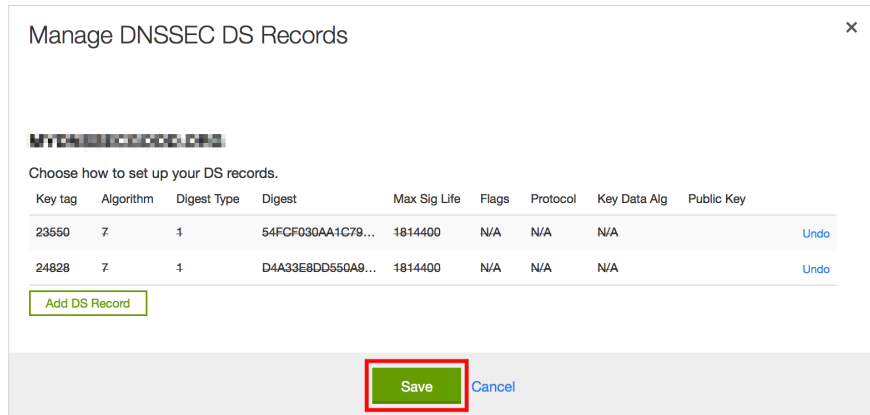 Manage DNSSEC DS Records
×
Choose how to set up your DS records.
Key tag Algorithm Digest Type Digest Max Sig Life Flags Protocol Key Data Alg Public Key
23550 7 1 54FCF030AA1C79... 1814400 N/A N/A N/A Undo
24828 7 1 D4A33E8DD550A9... 1814400 N/A N/A N/A Undo
Add DS Record
Save Cancel